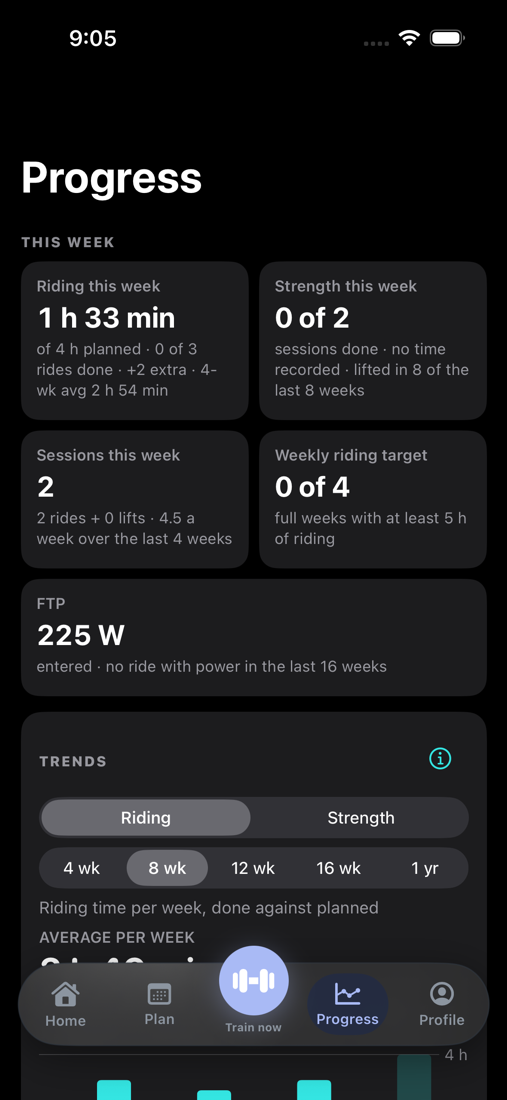 9:05
Progress
THIS WEEK
Riding this week
1 h 33 min
of 4 h planned · 0 of 3
rides done · +2 extra · 4-
wk avg 2 h 54 min
Strength this week
0 of 2
sessions done · no time
recorded · lifted in 8 of the
last 8 weeks
Sessions this week
2
2 rides + 0 lifts · 4.5 a
week over the last 4 weeks
Weekly riding target
0 of 4
full weeks with at least 5 h
of riding
FTP
225 W
entered · no ride with power in the last 16 weeks
TRENDS
Riding
Strength
4 wk
8 wk
12 wk
16 wk
1 yr
Riding time per week, done against planned
AVERAGE PER WEEK
Home
Plan
Train now
Progress
Profile
4 h